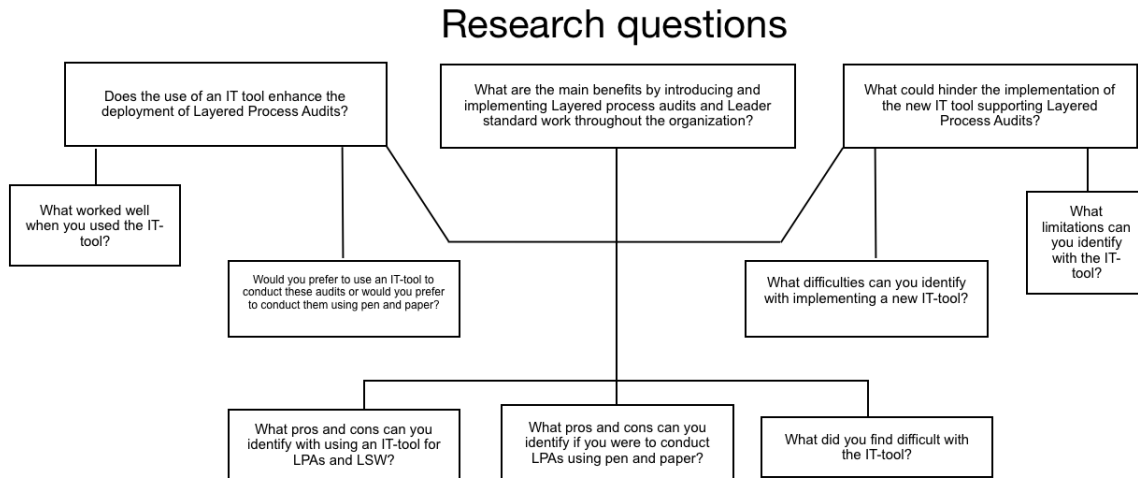 Research questions
Does the use of an IT tool enhance the
deployment of Layered Process Audits?
What are the main benefits by introducing and
implementing Layered process audits and Leader
standard work throughout the organization?
What could hinder the implementation of
the new IT tool supporting Layered
Process Audits?
What worked well
when you used the IT-
tool?
Would you prefer to use an IT-tool to
conduct these audits or would you prefer
to conduct them using pen and paper?
What difficulties can you identify
with implementing a new IT-tool?
What
limitations can
you identify
with the IT-
tool?
What pros and cons can you
identify with using an IT-tool for
LPAs and LSW?
What pros and cons can you
identify if you were to conduct
LPAs using pen and paper?
What did you find difficult with
the IT-tool?